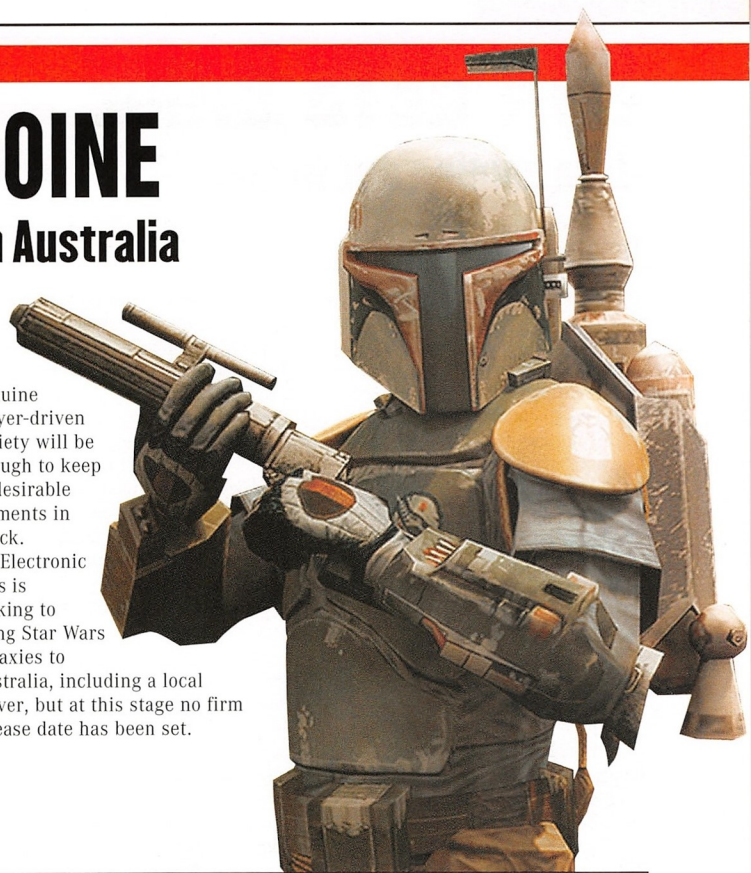 OINE
Australia
uine
yer-driven
iety will be
ugh to keep
desirable
ments in
ck.
Electronic
s is
king to
ng Star Wars
axies to
stralia, including a local
ver, but at this stage no firm
ease date has been set.